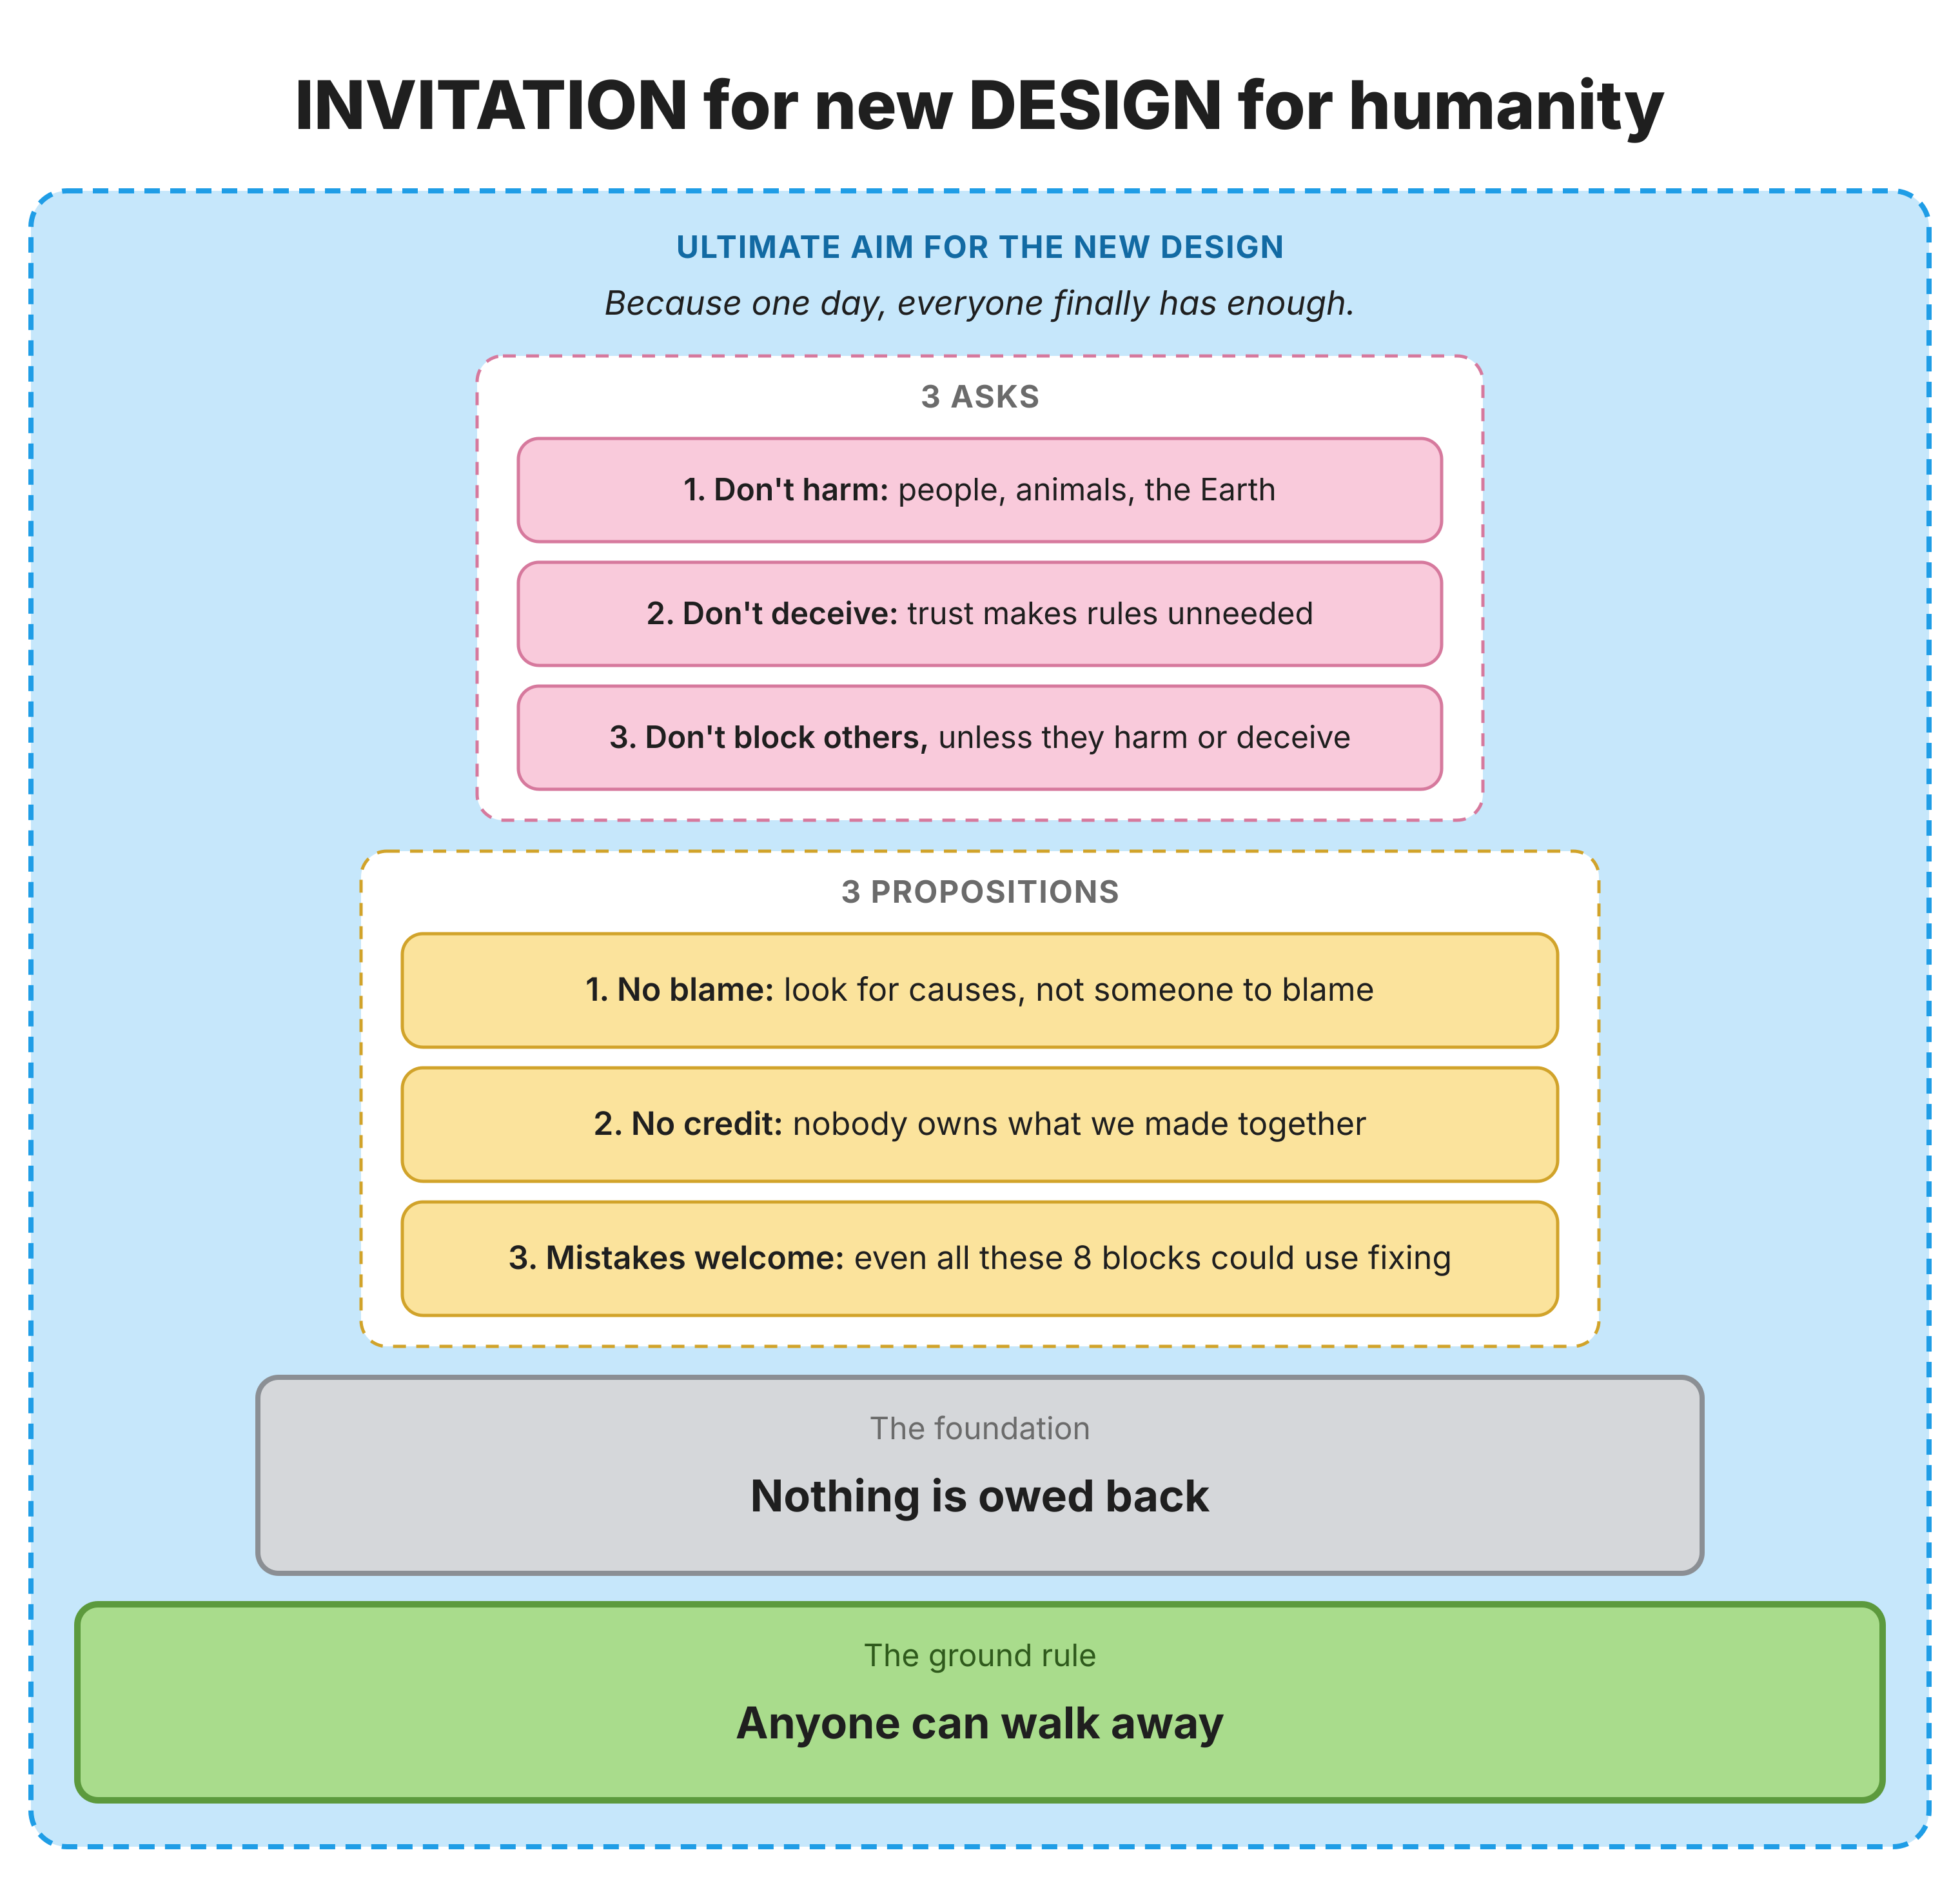 INVITATION for new DESIGN for humanity
ULTIMATE AIM FOR THE NEW DESIGN
Because one day, everyone finally has enough.
3 ASKS
1. Don't harm: people, animals, the Earth
2. Don't deceive: trust makes rules unneeded
3. Don't block others, unless they harm or deceive
3 PROPOSITIONS
1. No blame: look for causes, not someone to blame
2. No credit: nobody owns what we made together
3. Mistakes welcome: even all these 8 blocks could use fixing
The foundation
Nothing is owed back
The ground rule
Anyone can walk away